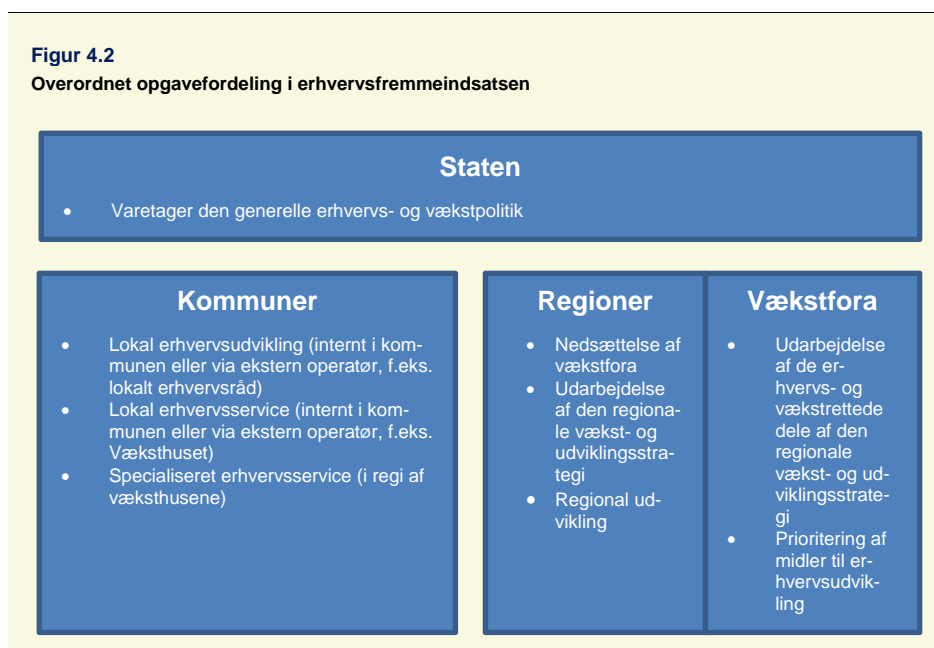 Figur 4.2
Overordnet opgavefordeling i erhvervsfremmeindsatsen
Staten
• Varetager den generelle erhvervs- og vækstpolitik
Kommuner
• Lokal erhvervsudvikling (internt i kom-
munen eller via ekstern operatør, f.eks.
lokalt erhvervsråd)
• Lokal erhvervsservice (internt i kom-
munen eller via ekstern operatør, f.eks.
Væksthuset)
• Specialiseret erhvervsservice (i regi af
væksthusene)
Regioner
• Nedsættelse af
vækstfora
• Udarbejdelse
af den regiona-
le vækst- og
udviklingsstra-
tegi
• Regional ud-
vikling
Vækstfora
• Udarbejdelse
af de er-
hvervs- og
vækstrettede
dele af den
regionale
vækst- og ud-
viklingsstrate-
gi
• Prioritering af
midler til er-
hvervsudvik-
ling